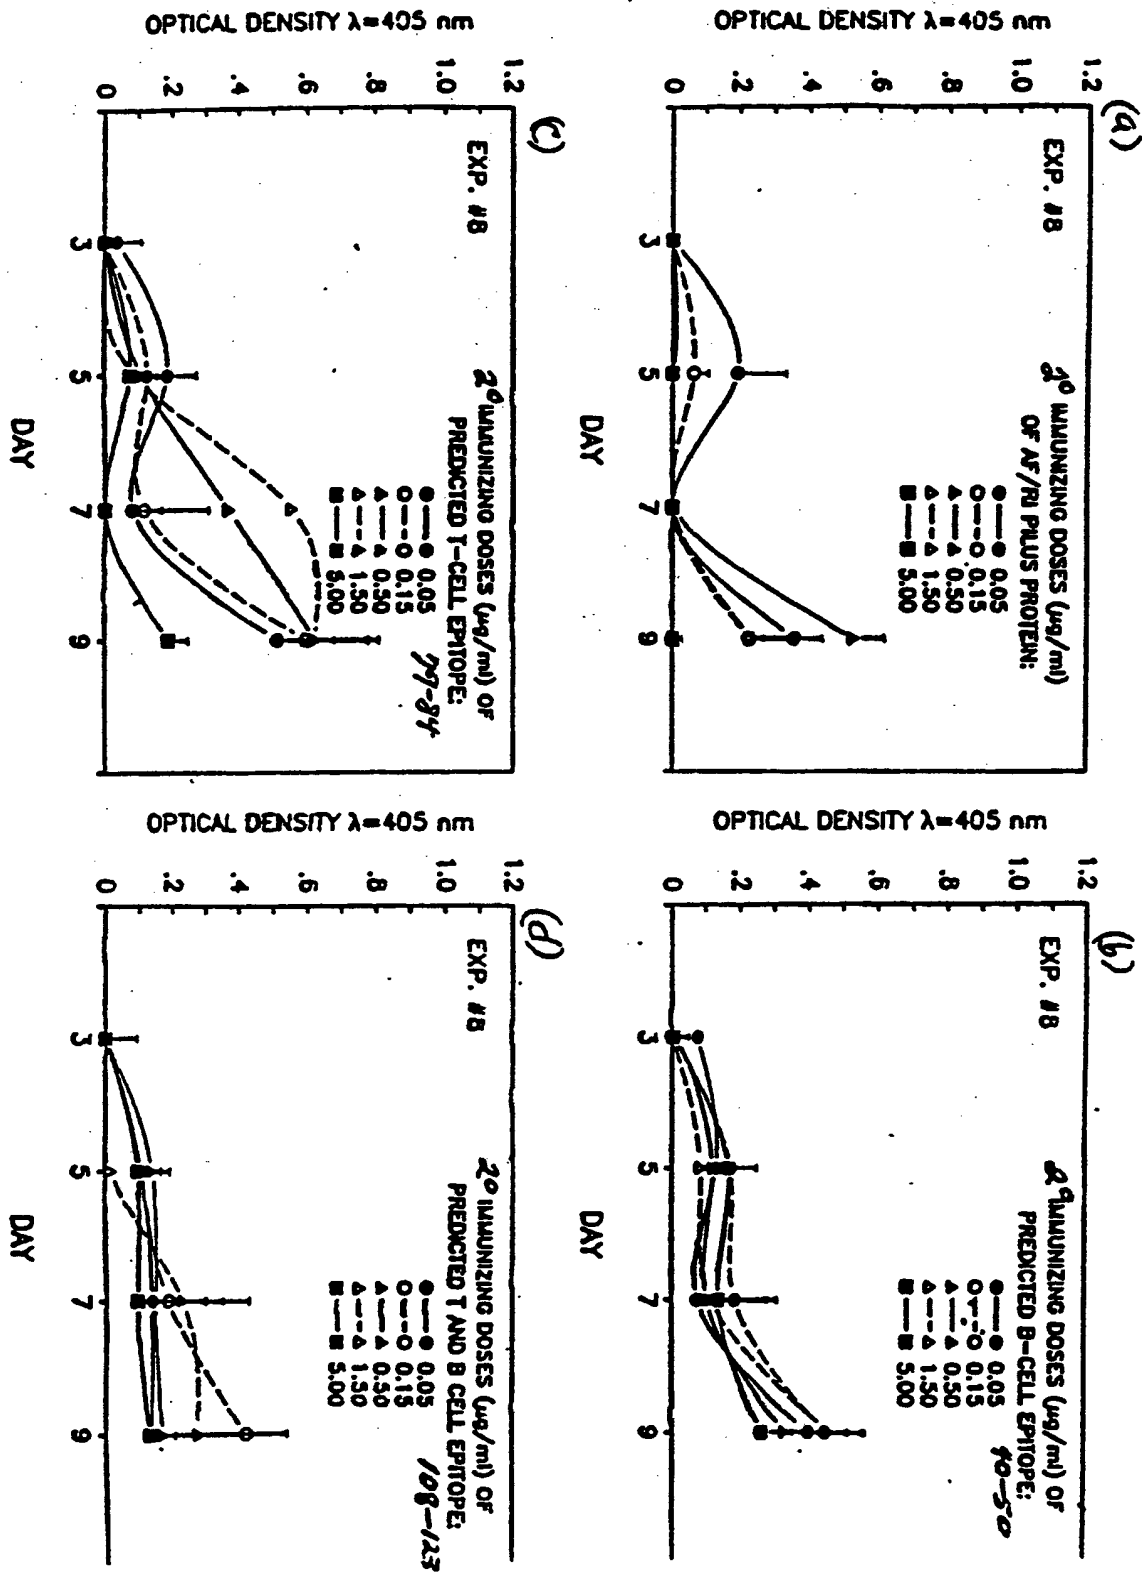 (a)
OPTICAL DENSITY λ=405 nm
1.2
1.0
.8
.6
.4
.2
0
EXP. #8
2° IMMUNIZING DOSES (µg/ml)
OF AF/RI PILUS PROTEIN:
●——● 0.05
○---○ 0.15
▲——▲ 0.50
△---△ 1.50
■——■ 5.00
3 5 7 9
DAY
(b)
OPTICAL DENSITY λ=405 nm
1.2
1.0
.8
.6
.4
.2
0
EXP. #8
2° IMMUNIZING DOSES (µg/ml) OF
PREDICTED B-CELL EPITOPE:
40-50
●——● 0.05
○---○ 0.15
▲——▲ 0.50
△---△ 1.50
■——■ 5.00
3 5 7 9
DAY
(c)
OPTICAL DENSITY λ=405 nm
1.2
1.0
.8
.6
.4
.2
0
EXP. #8
2° IMMUNIZING DOSES (µg/ml) OF
PREDICTED T-CELL EPITOPE:
79-84
●——● 0.05
○---○ 0.15
▲——▲ 0.50
△---△ 1.50
■——■ 5.00
3 5 7 9
DAY
(d)
OPTICAL DENSITY λ=405 nm
1.2
1.0
.8
.6
.4
.2
0
EXP. #8
2° IMMUNIZING DOSES (µg/ml) OF
PREDICTED T AND B CELL EPITOPE:
108-123
●——● 0.05
○---○ 0.15
▲——▲ 0.50
△---△ 1.50
■——■ 5.00
3 5 7 9
DAY